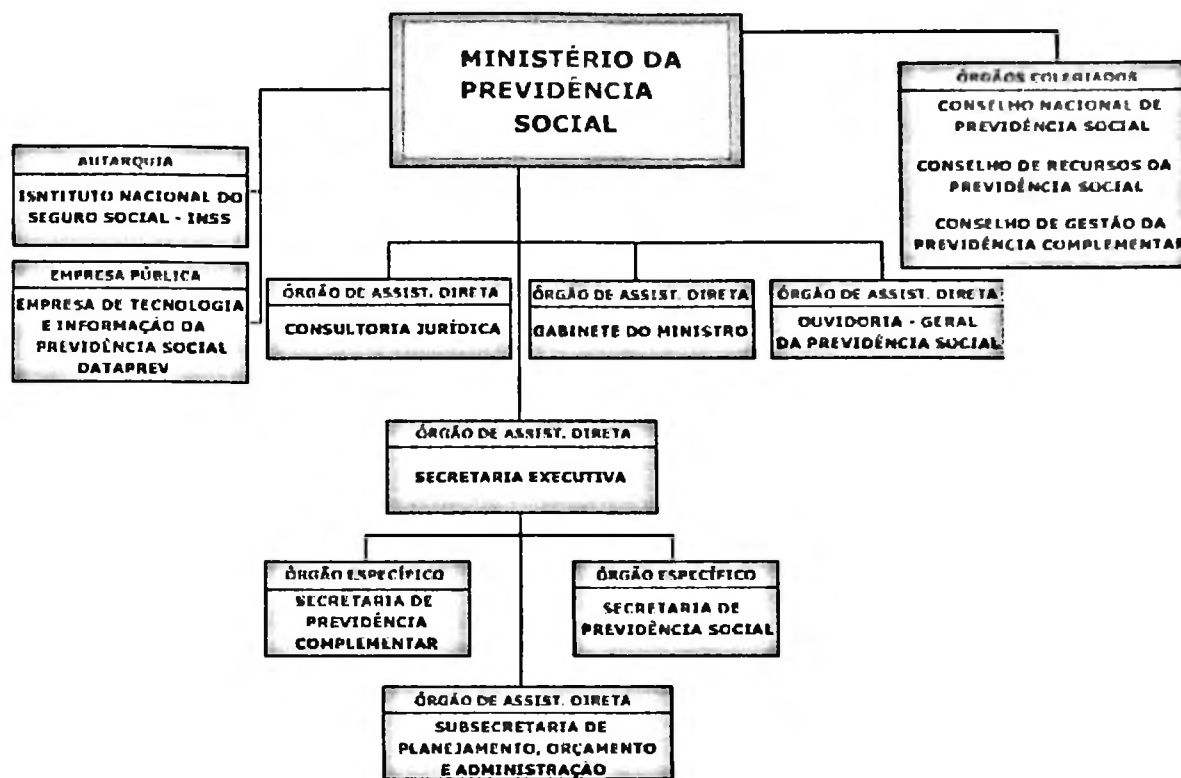 MINISTÉRIO DA
PREVIDÊNCIA
SOCIAL
ÓRGÃOS COLEGIADOS
CONSELHO NACIONAL DE
PREVIDÊNCIA SOCIAL
CONSELHO DE RECURSOS DA
PREVIDÊNCIA SOCIAL
CONSELHO DE GESTÃO DA
PREVIDÊNCIA COMPLEMENTAR
AUTARQUIA
ISNTITUTO NACIONAL DO
SEGURO SOCIAL - INSS
EMPRESA PÚBLICA
EMPRESA DE TECNOLOGIA
E INFORMAÇÃO DA
PREVIDÊNCIA SOCIAL
DATAPREV
ÓRGÃO DE ASSIST. DIRETA
CONSULTORIA JURÍDICA
ÓRGÃO DE ASSIST. DIRETA
GABINETE DO MINISTRO
ÓRGÃO DE ASSIST. DIRETA
OUVIDORIA - GERAL
DA PREVIDÊNCIA SOCIAL
ÓRGÃO DE ASSIST. DIRETA
SECRETARIA EXECUTIVA
ÓRGÃO ESPECÍFICO
SECRETARIA DE
PREVIDÊNCIA
COMPLEMENTAR
ÓRGÃO ESPECÍFICO
SECRETARIA DE
PREVIDÊNCIA SOCIAL
ÓRGÃO DE ASSIST. DIRETA
SUBSECRETARIA DE
PLANEJAMENTO, ORÇAMENTO
E ADMINISTRAÇÃO